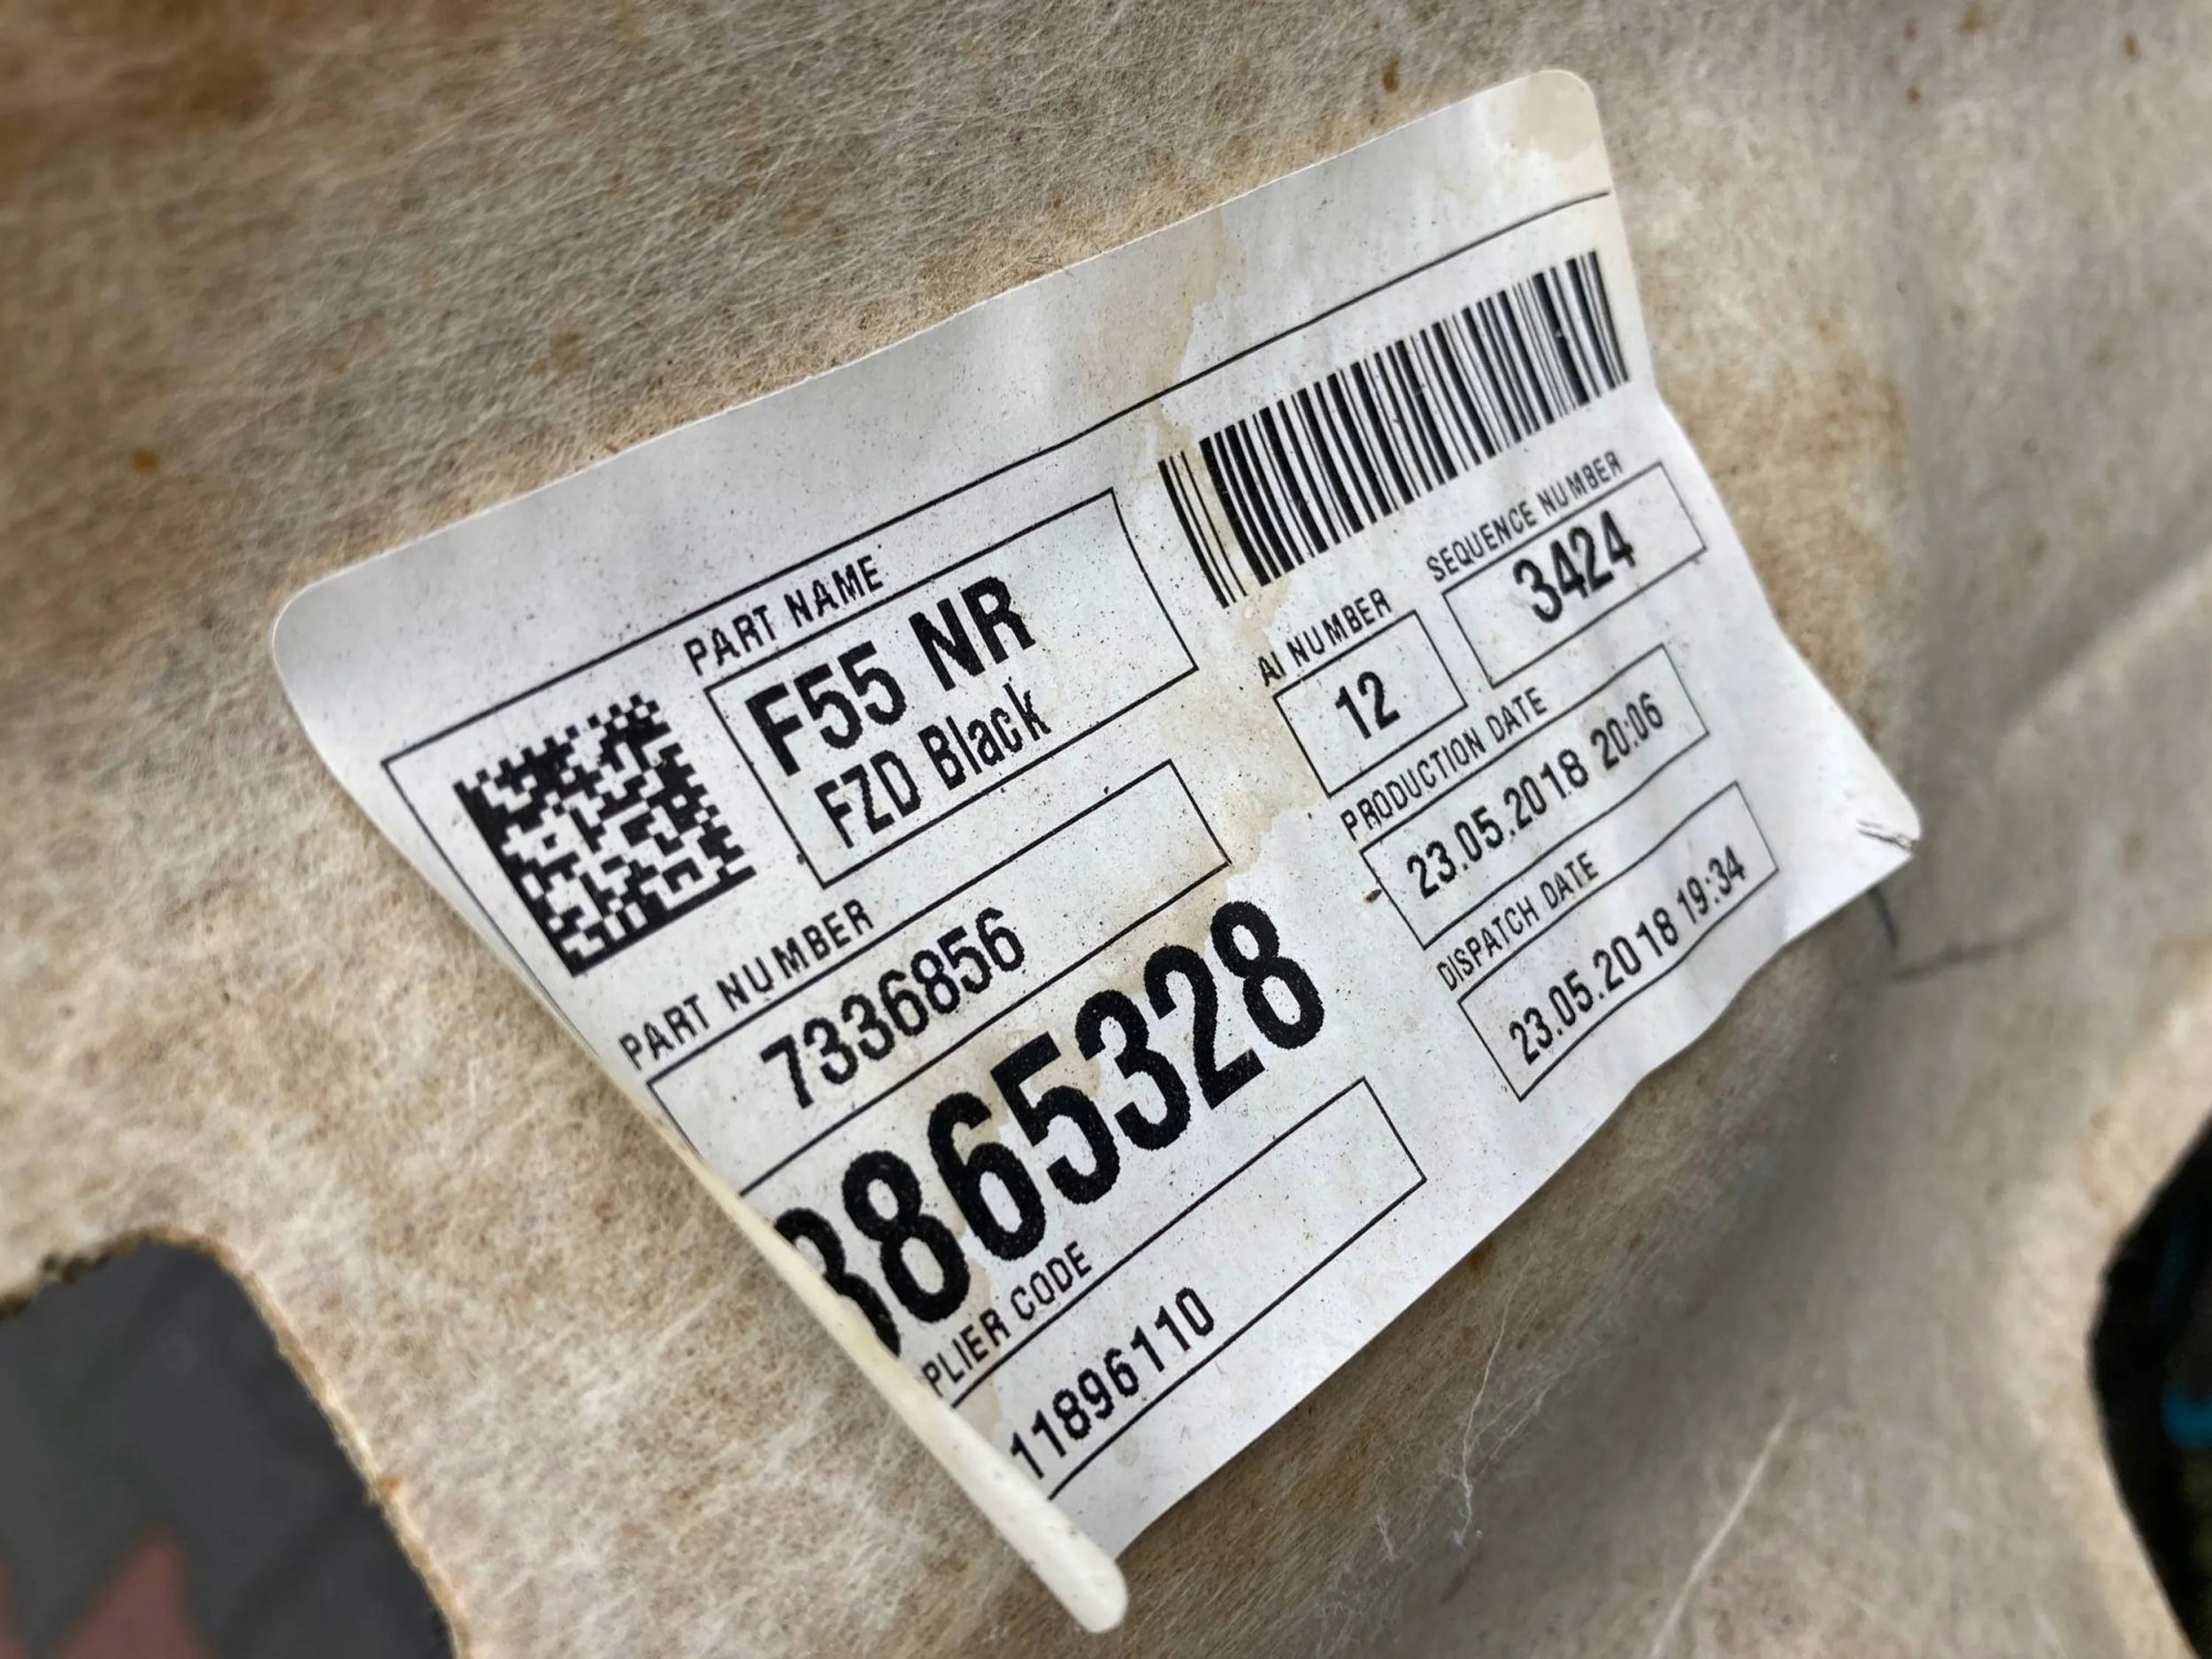 PART NAME
F55 NR
FZD Black
PART NUMBER
7336856
865328
PLIER CODE
11896110
SEQUENCE NUMBER
3424
AI NUMBER
12
PRODUCTION DATE
23.05.2018 20:06
DISPATCH DATE
23.05.2018 19:34